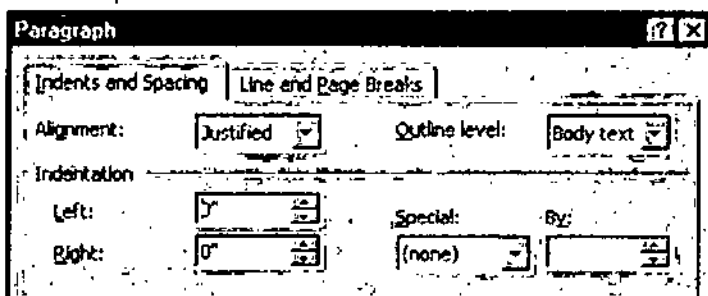 Paragraph
Indents and Spacing Line and Page Breaks
Alignment: Justified Outline level: Body text
Indentation
Left: 0" Special: By:
Right: 0" (none)